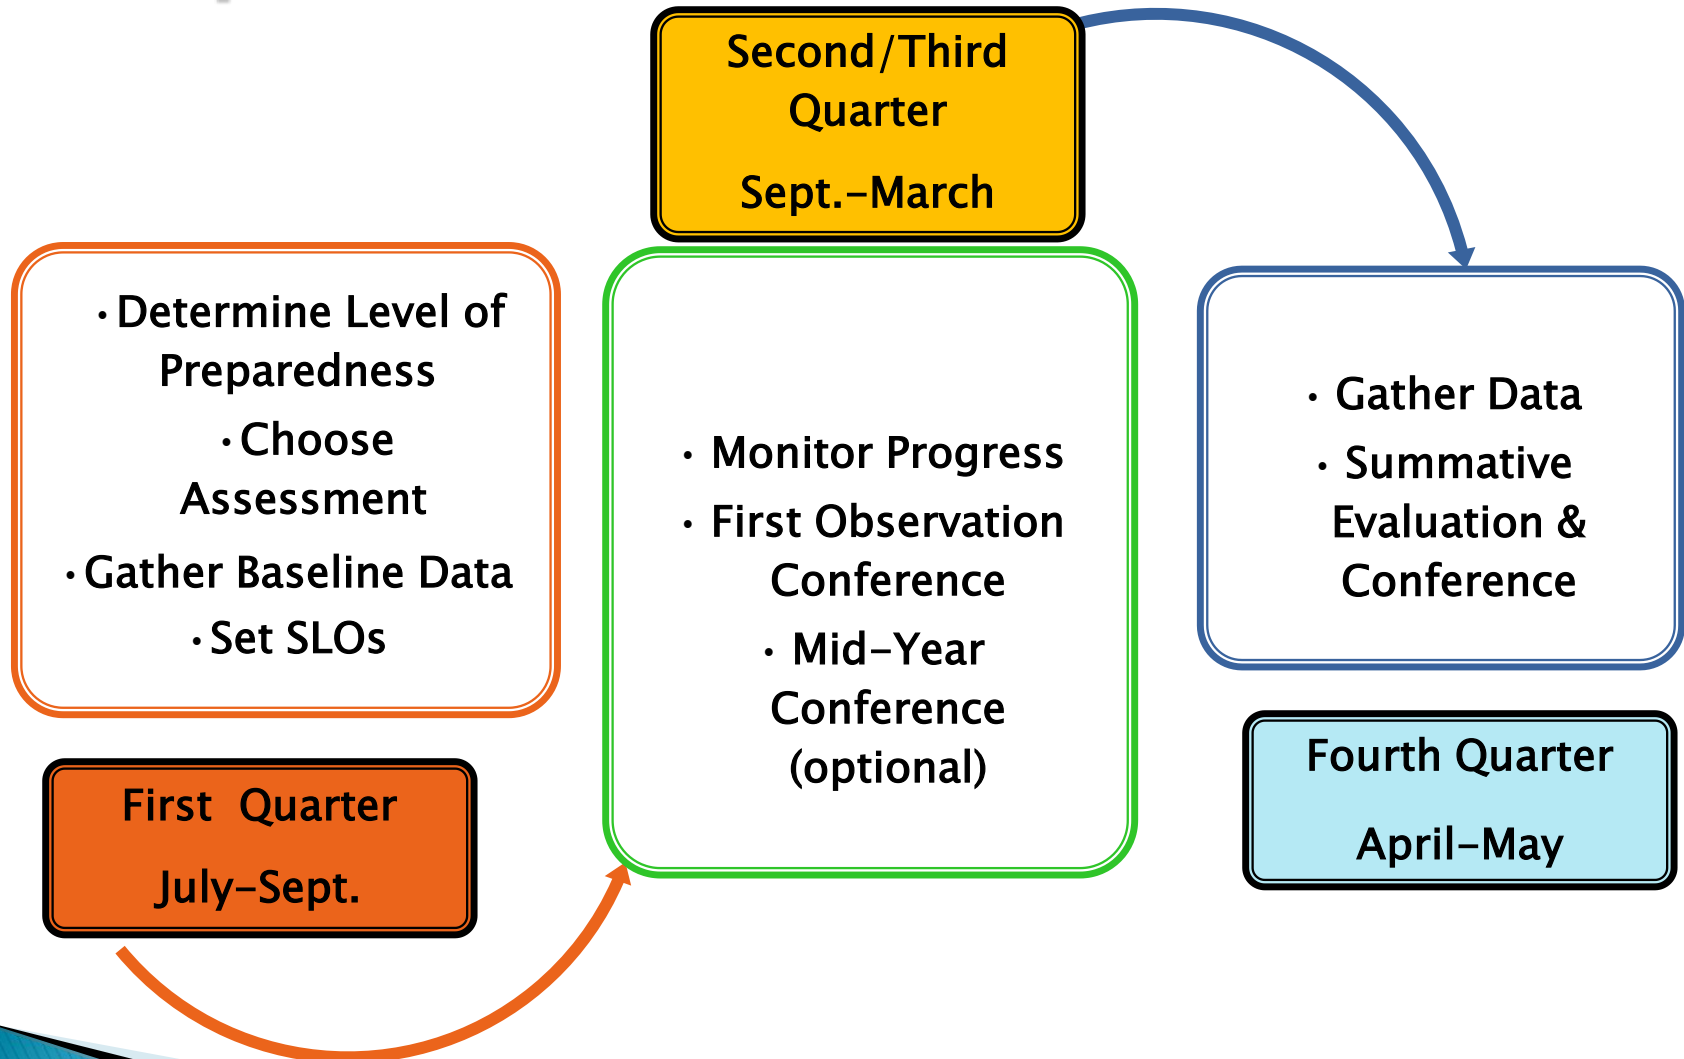 • Determine Level of
Preparedness
• Choose
Assessment
• Gather Baseline Data
• Set SLOs
First Quarter
July-Sept.
Second/Third
Quarter
Sept.-March
• Monitor Progress
• First Observation
Conference
• Mid-Year
Conference
(optional)
• Gather Data
• Summative
Evaluation &
Conference
Fourth Quarter
April-May